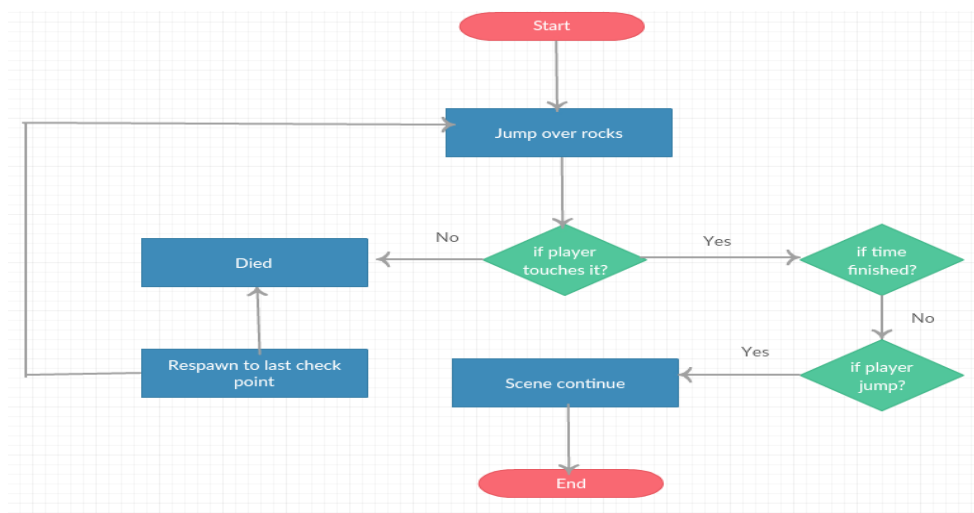 Start
Jump over rocks
if player
touches it?
No
Yes
if time
finished?
Died
No
if player
jump?
Yes
Respawn to last check
point
Scene continue
End